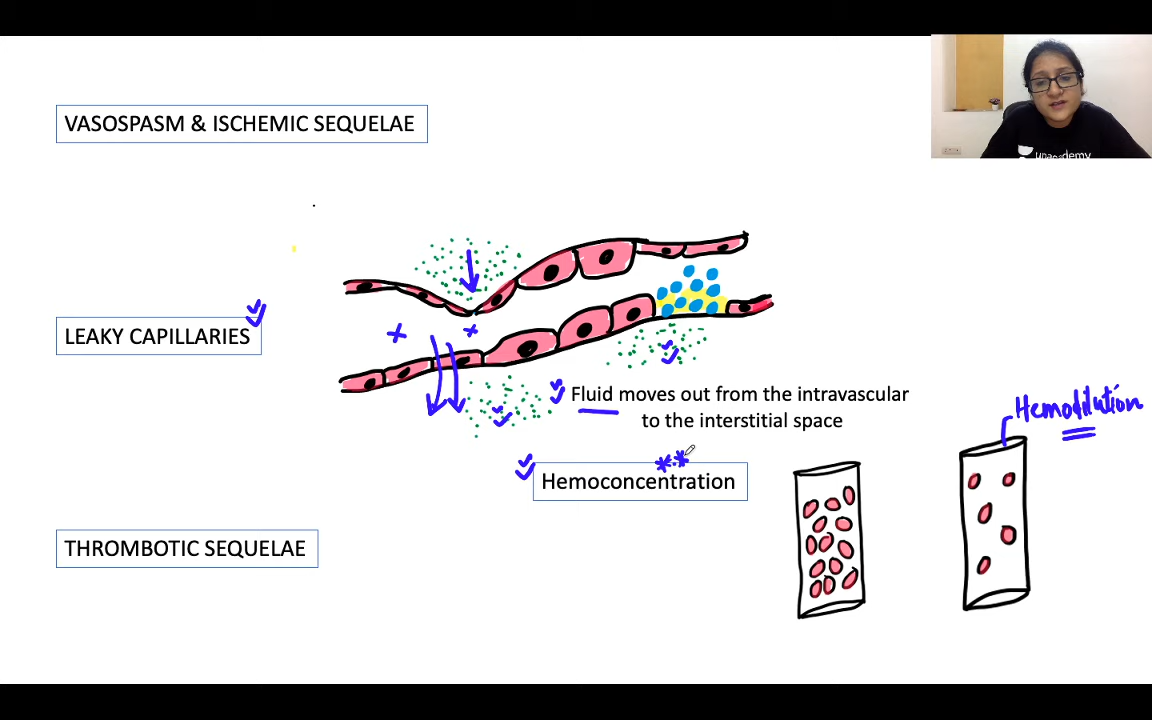 VASOSPASM & ISCHEMIC SEQUELAE
unacademy
LEAKY CAPILLARIES
Fluid moves out from the intravascular
to the interstitial space
Hemodilution
Hemoconcentration
THROMBOTIC SEQUELAE